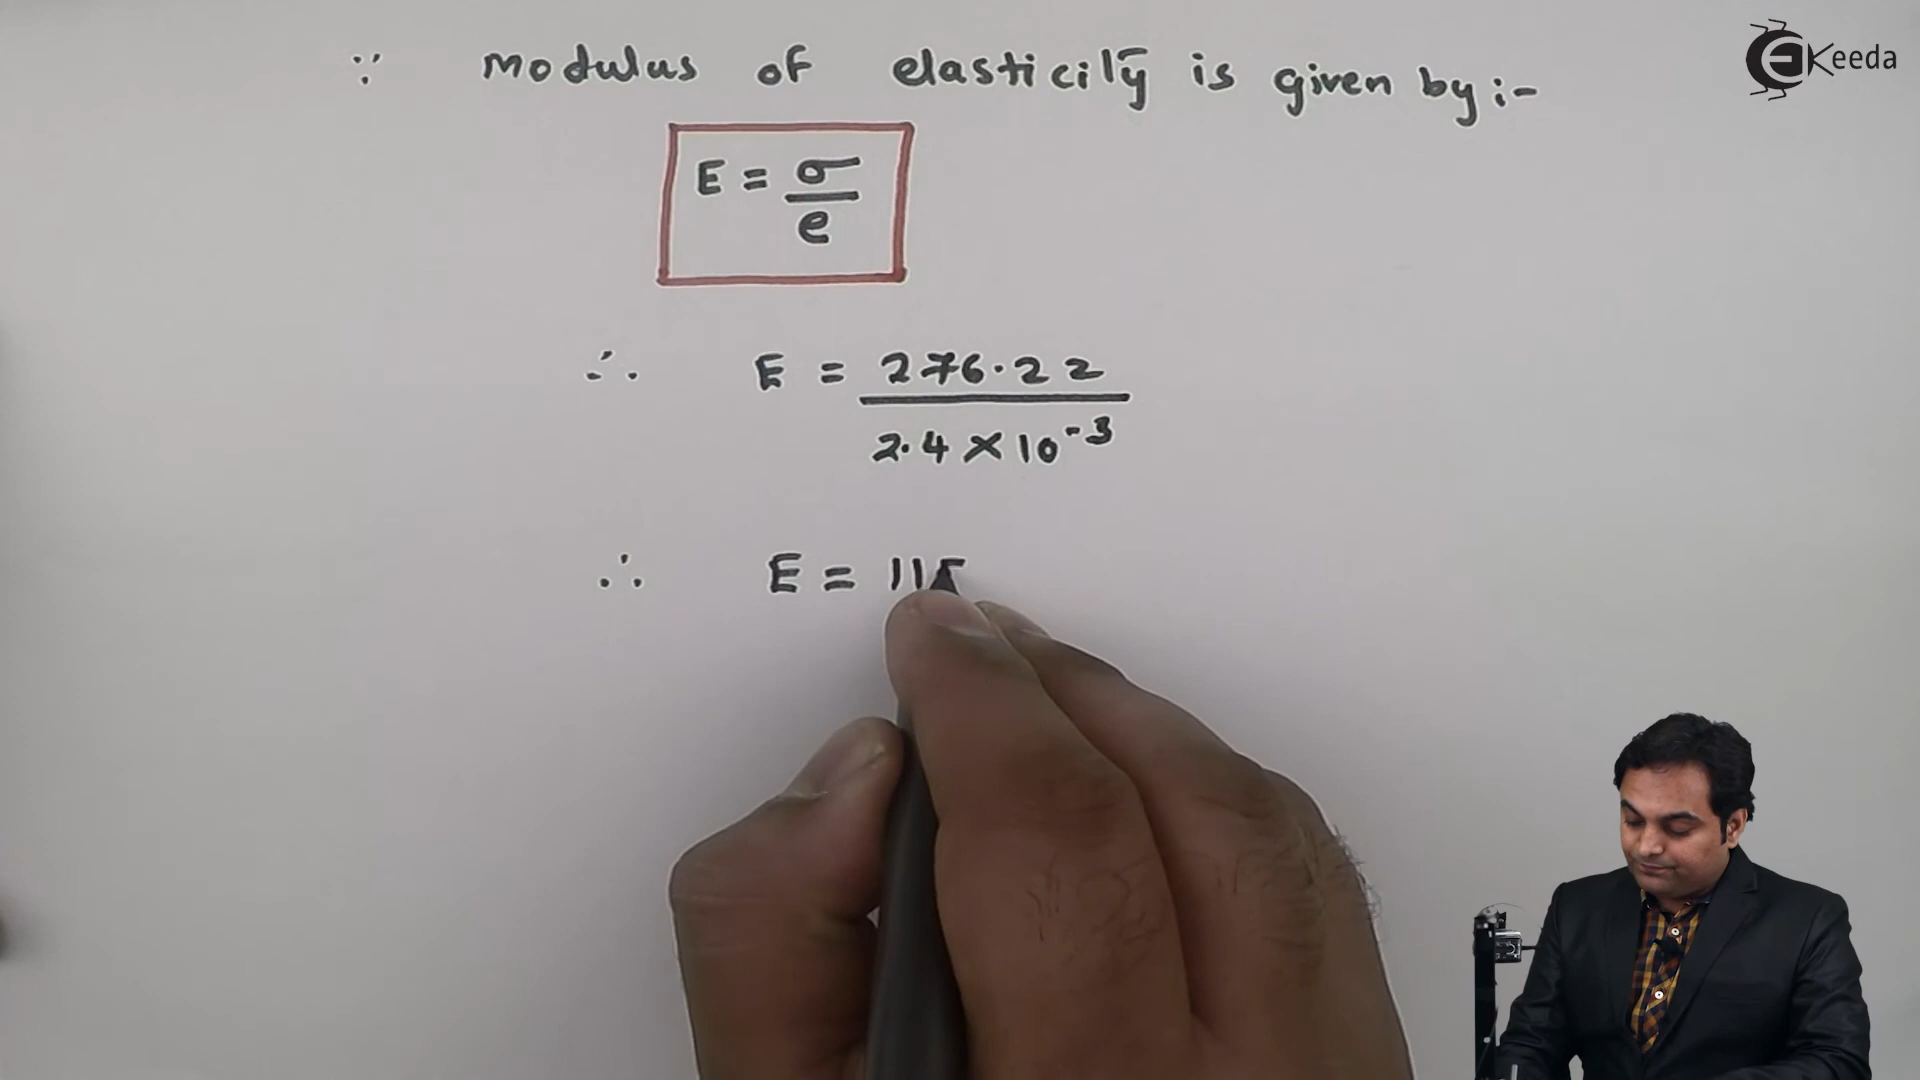 ∵ modulus of elasticity is given by :-
EKeeda
E = σ/e
∴ E = 276.22/2.4 × 10⁻³
∴ E = 115